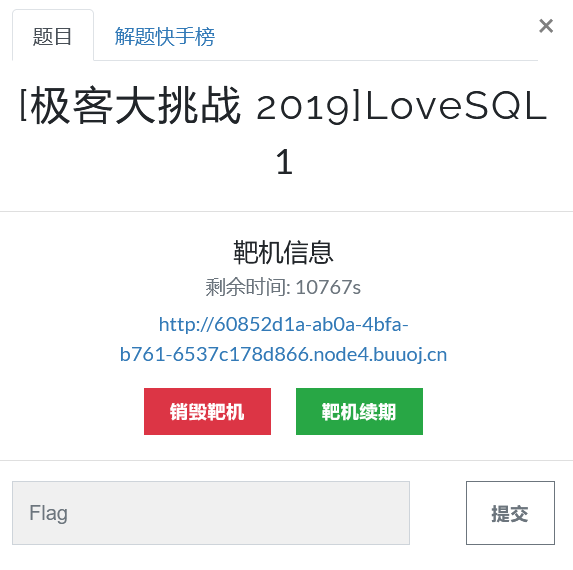 题目
解题快手榜
×
[极客大挑战 2019]LoveSQL
1
靶机信息
剩余时间: 10767s
http://60852d1a-ab0a-4bfa-
b761-6537c178d866.node4.buuoj.cn
销毁靶机
靶机续期
Flag
提交